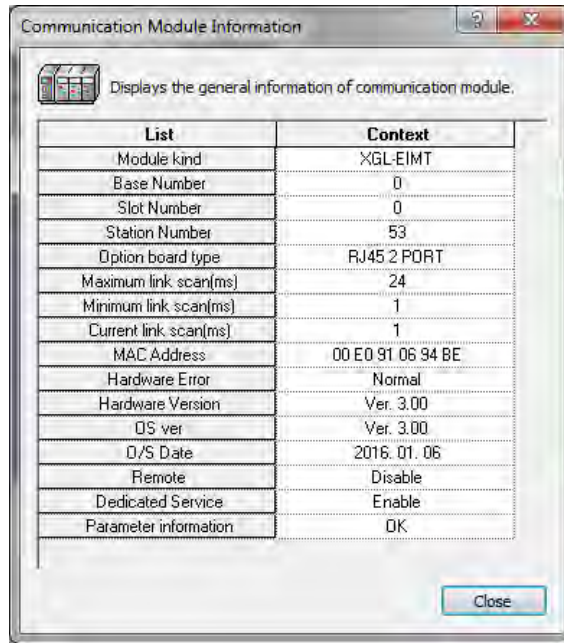 Communication Module Information
Displays the general information of communication module.
List Context
Module kind XGL-EIMT
Base Number 0
Slot Number 0
Station Number 53
Option board type RJ45 2 PORT
Maximum link scan(ms) 24
Minimum link scan(ms) 1
Current link scan(ms) 1
MAC Address 00 E0 91 06 94 BE
Hardware Error Normal
Hardware Version Ver. 3.00
OS ver Ver. 3.00
O/S Date 2016. 01. 06
Remote Disable
Dedicated Service Enable
Parameter information OK
Close